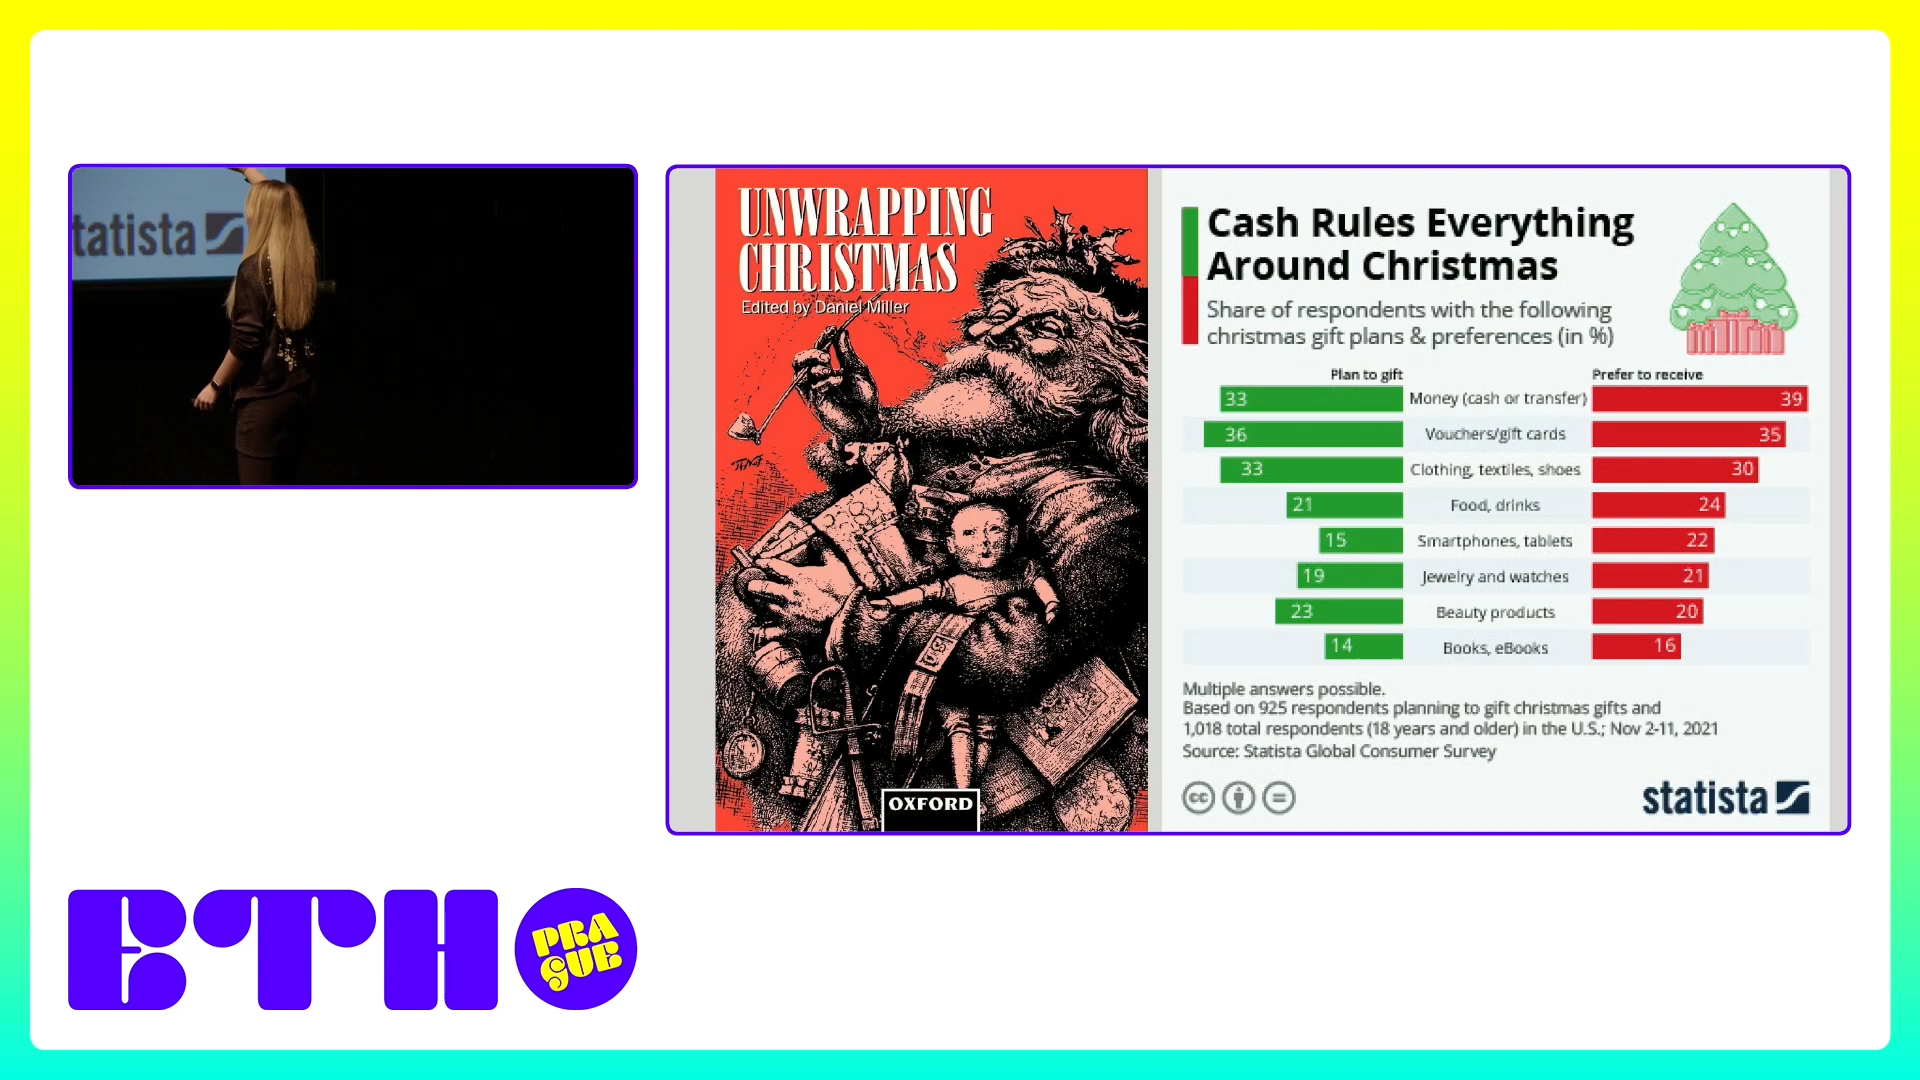 tatista
UNWRAPPING
CHRISTMAS
Edited by Daniel Miller
OXFORD
Cash Rules Everything
Around Christmas
Share of respondents with the following
christmas gift plans & preferences (in %)
Plan to gift Prefer to receive
33 Money (cash or transfer) 39
36 Vouchers/gift cards 35
33 Clothing, textiles, shoes 30
21 Food, drinks 24
15 Smartphones, tablets 22
19 Jewelry and watches 21
23 Beauty products 20
14 Books, eBooks 16
Multiple answers possible.
Based on 925 respondents planning to gift christmas gifts and
1,018 total respondents (18 years and older) in the U.S.; Nov 2-11, 2021
Source: Statista Global Consumer Survey
cc
statista
ETH
PRA
GUE